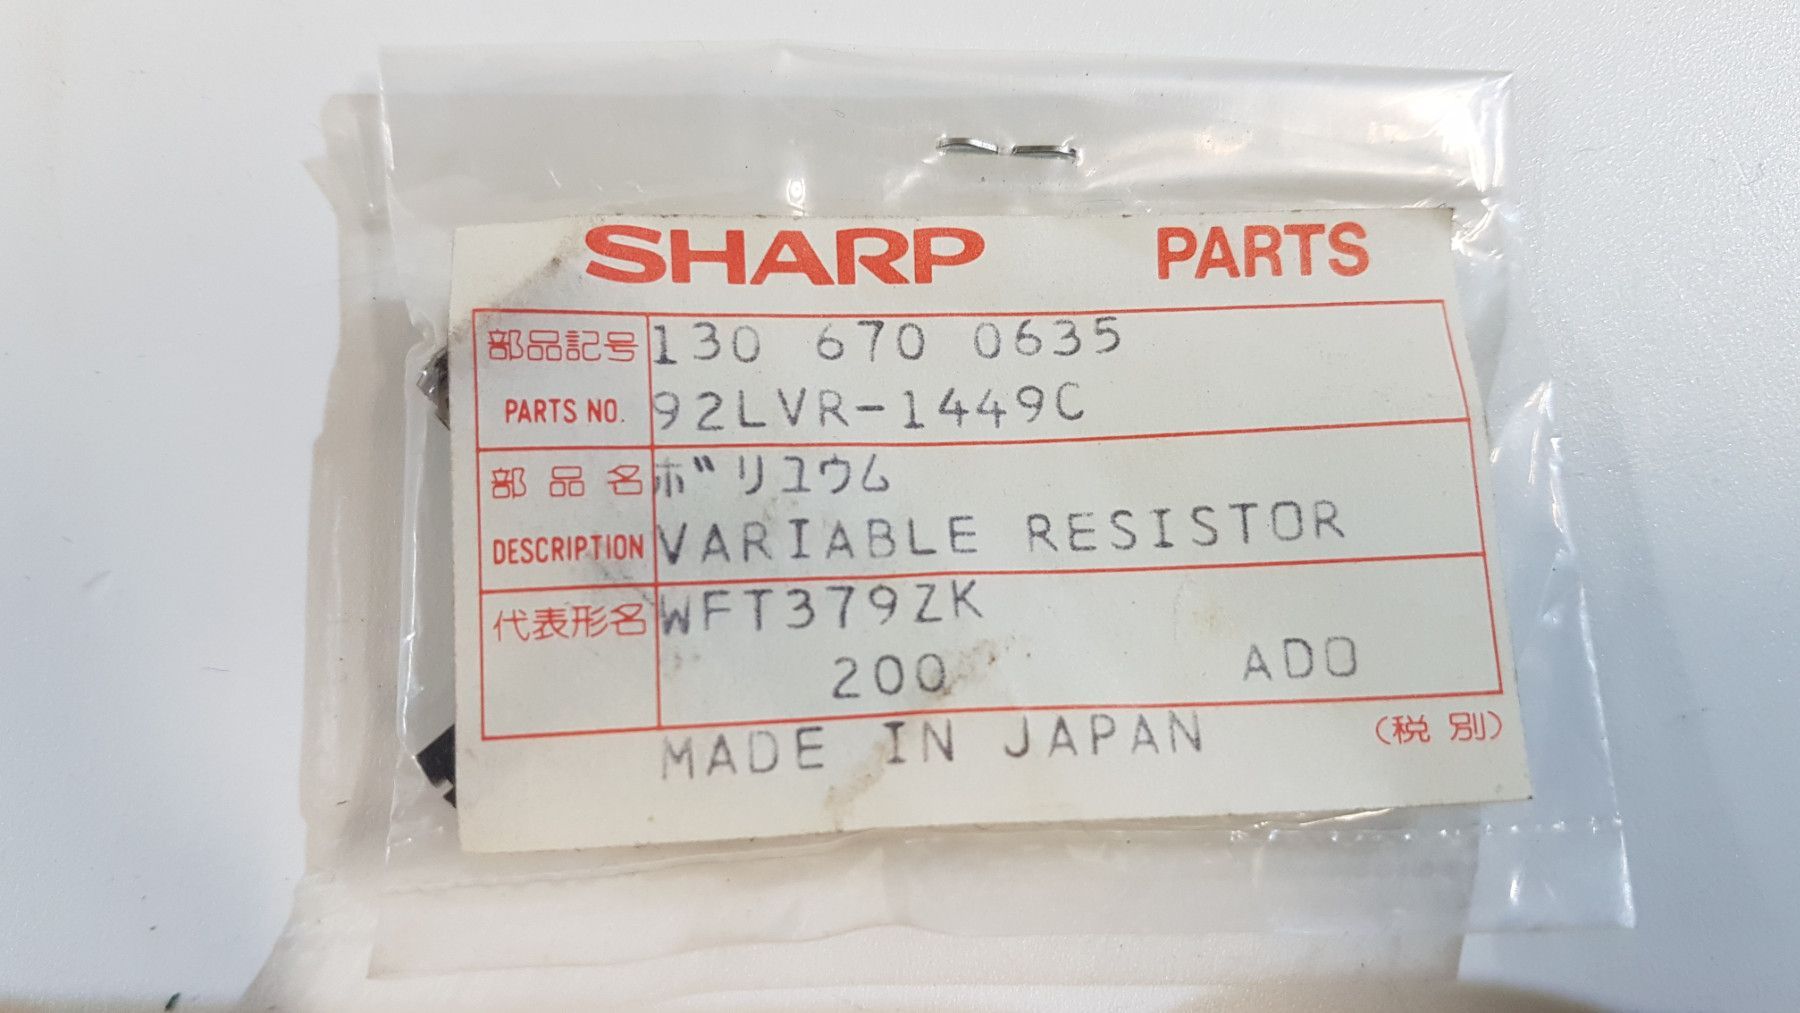 SHARP PARTS
部品記号 130 670 0635
PARTS NO. 92LVR-1449C
部品名 ボリユウム
DESCRIPTION VARIABLE RESISTOR
代表形名 WFT379ZK
200 ADO
MADE IN JAPAN (税別)